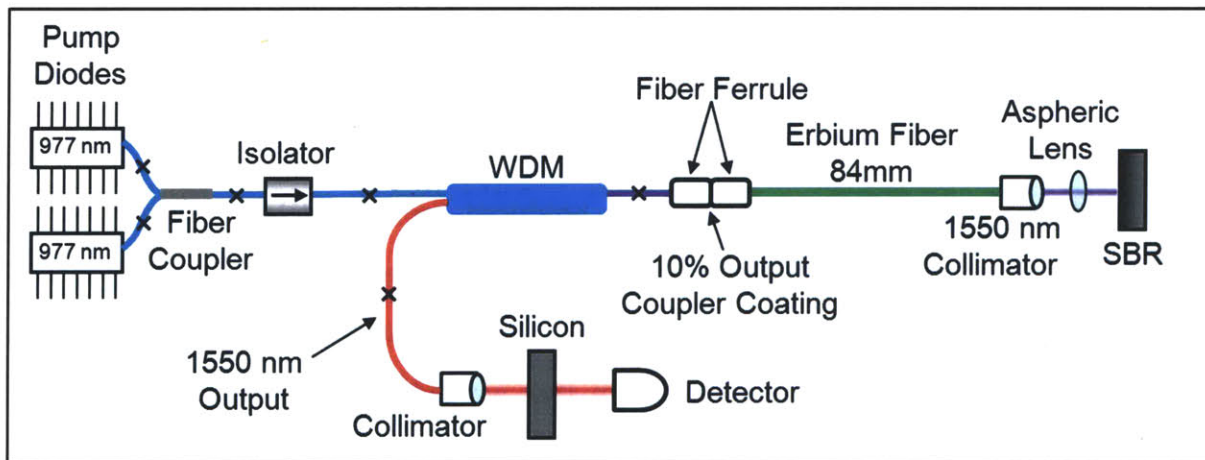 Pump
Diodes
977 nm
977 nm
Fiber
Coupler
Isolator
WDM
Fiber Ferrule
10% Output
Coupler Coating
Erbium Fiber
84mm
1550 nm
Collimator
Aspheric
Lens
SBR
1550 nm
Output
Collimator
Silicon
Detector